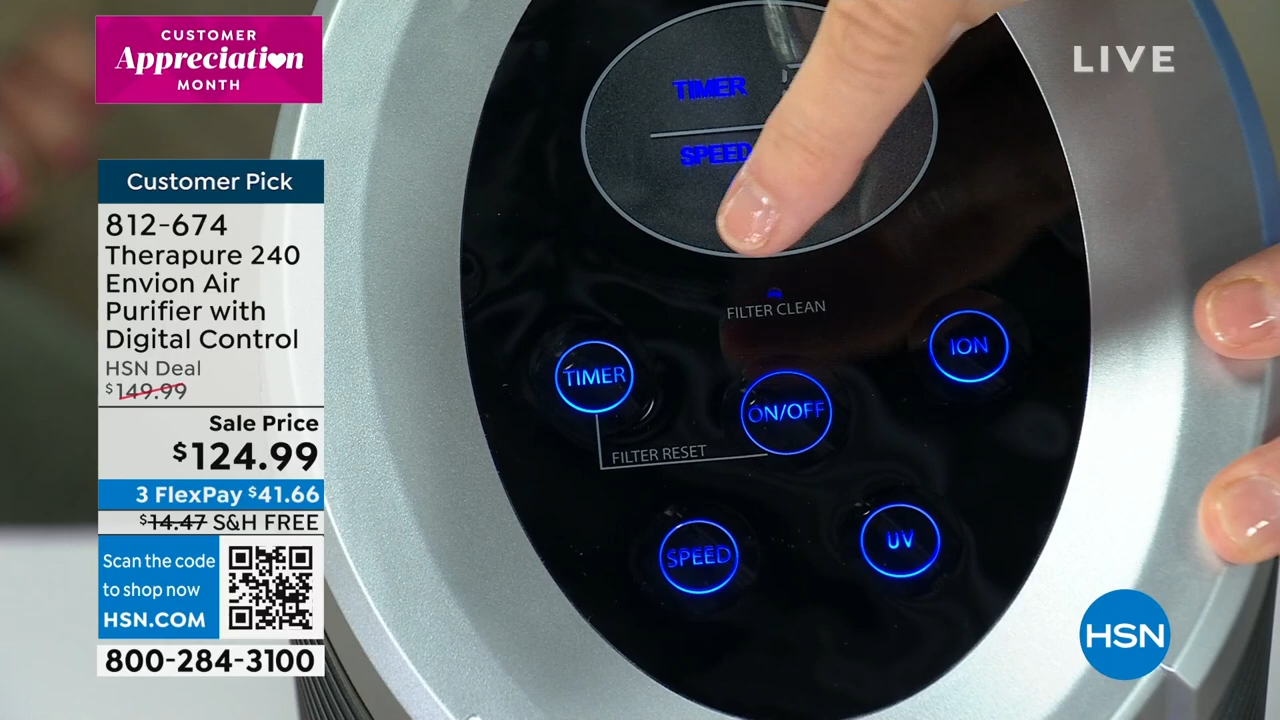 CUSTOMER
Appreciation
MONTH
LIVE
Customer Pick
812-674
Therapure 240
Envion Air
Purifier with
Digital Control
HSN Deal
$149.99
Sale Price
$124.99
3 FlexPay $41.66
$14.47 S&H FREE
Scan the code
to shop now
HSN.COM
800-284-3100
TIMER
SPEED
FILTER CLEAN
TIMER
ON/OFF
ION
FILTER RESET
SPEED
UV
HSN